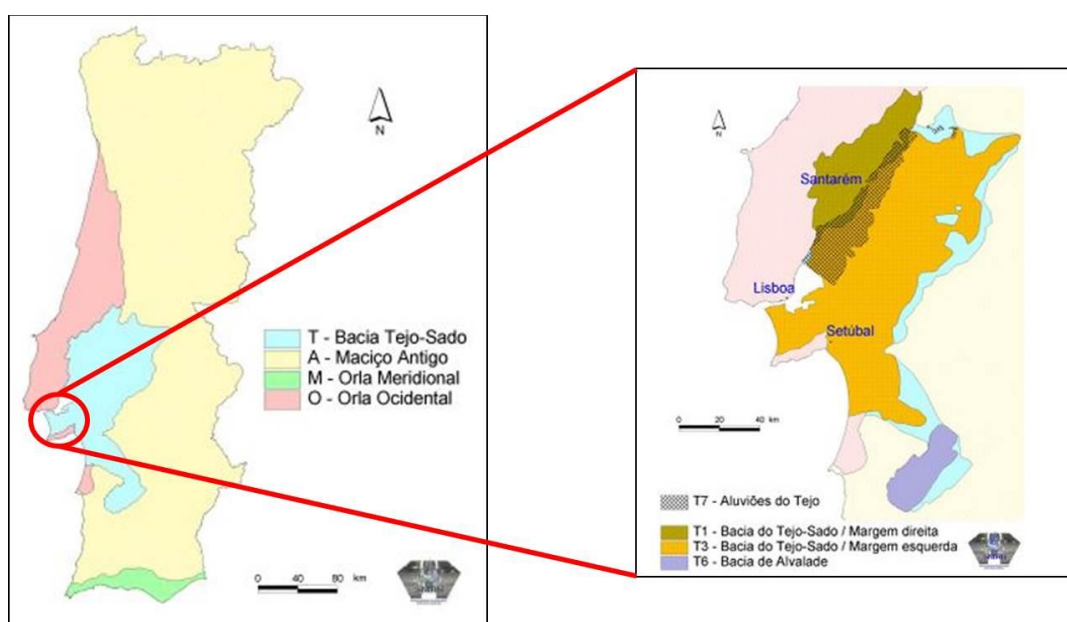 N
T - Bacia Tejo-Sado
A - Maciço Antigo
M - Orla Meridional
O - Orla Ocidental
0 40 80
km
N
Santarém
Lisboa
Setúbal
0 20 40
km
T7 - Aluviões do Tejo
T1 - Bacia do Tejo-Sado / Margem direita
T3 - Bacia do Tejo-Sado / Margem esquerda
T6 - Bacia de Alvalade